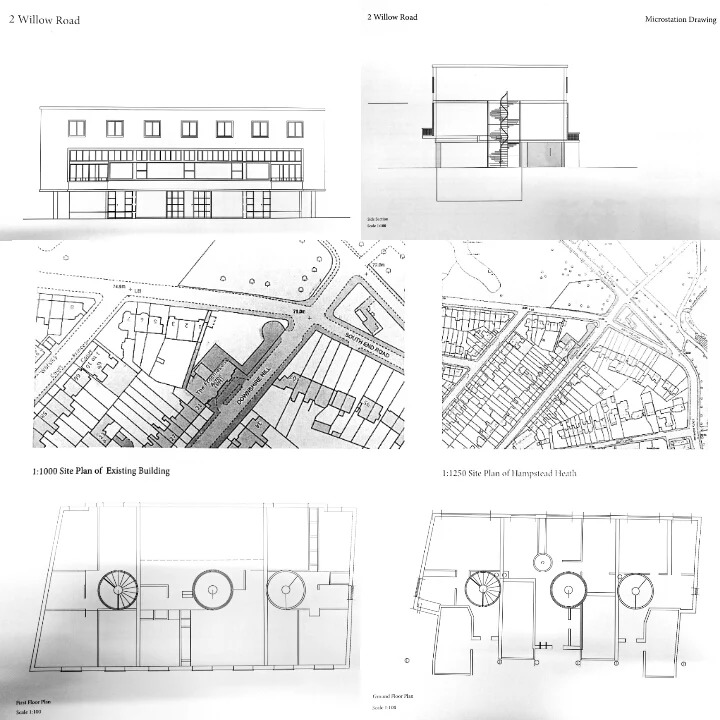 2 Willow Road
2 Willow Road
Microstation Drawing
Side Section
Scale 1:100
SOUTH END ROAD
DOWNSHIRE HILL
1:1000 Site Plan of Existing Building
1:1250 Site Plan of Hampstead Heath
First Floor Plan
Scale 1:100
Ground Floor Plan
Scale 1:100